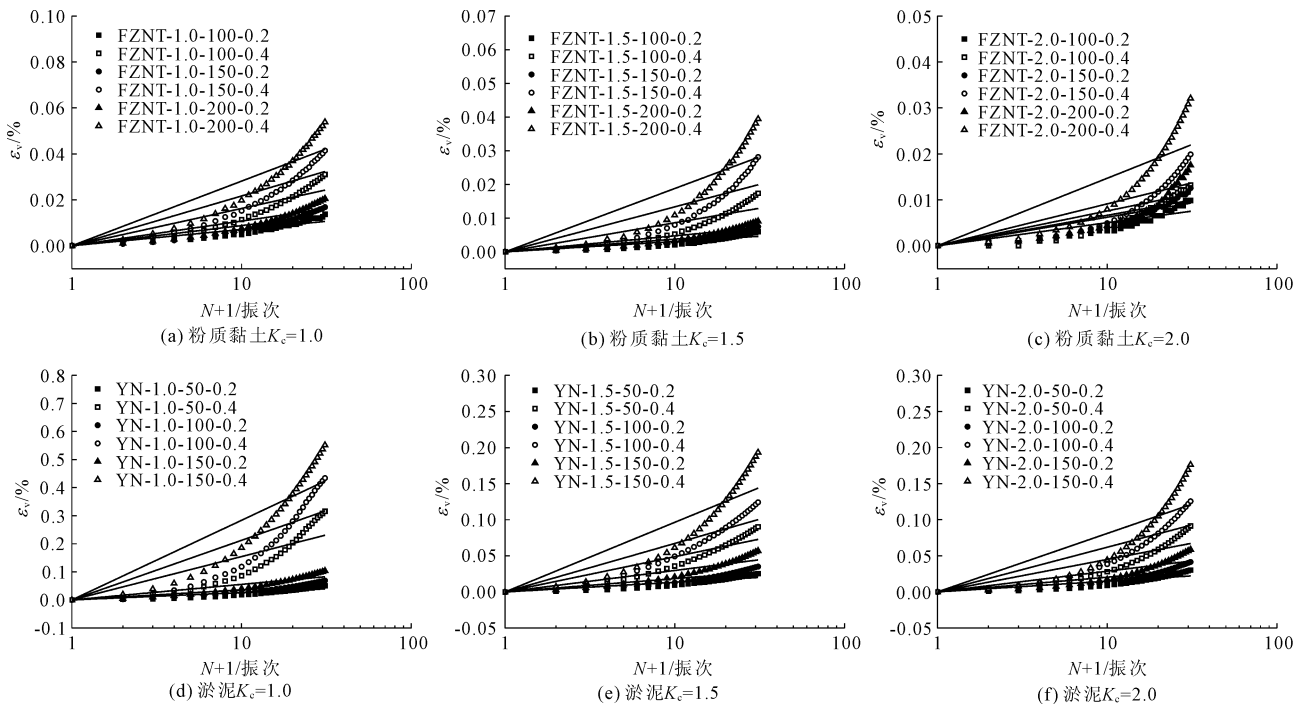 0.10
0.08
0.06
0.04
0.02
0.00
εv/%
FZNT-1.0-100-0.2
FZNT-1.0-100-0.4
FZNT-1.0-150-0.2
FZNT-1.0-150-0.4
FZNT-1.0-200-0.2
FZNT-1.0-200-0.4
1 10 100
N+1/振次
(a) 粉质黏土Kc=1.0
0.07
0.06
0.05
0.04
0.03
0.02
0.01
0.00
εv/%
FZNT-1.5-100-0.2
FZNT-1.5-100-0.4
FZNT-1.5-150-0.2
FZNT-1.5-150-0.4
FZNT-1.5-200-0.2
FZNT-1.5-200-0.4
1 10 100
N+1/振次
(b) 粉质黏土Kc=1.5
0.05
0.04
0.03
0.02
0.01
0.00
εv/%
FZNT-2.0-100-0.2
FZNT-2.0-100-0.4
FZNT-2.0-150-0.2
FZNT-2.0-150-0.4
FZNT-2.0-200-0.2
FZNT-2.0-200-0.4
1 10 100
N+1/振次
(c) 粉质黏土Kc=2.0
0.8
0.7
0.6
0.5
0.4
0.3
0.2
0.1
0.0
-0.1
εv/%
YN-1.0-50-0.2
YN-1.0-50-0.4
YN-1.0-100-0.2
YN-1.0-100-0.4
YN-1.0-150-0.2
YN-1.0-150-0.4
1 10 100
N+1/振次
(d) 淤泥Kc=1.0
0.30
0.25
0.20
0.15
0.10
0.05
0.00
-0.05
εv/%
YN-1.5-50-0.2
YN-1.5-50-0.4
YN-1.5-100-0.2
YN-1.5-100-0.4
YN-1.5-150-0.2
YN-1.5-150-0.4
1 10 100
N+1/振次
(e) 淤泥Kc=1.5
0.30
0.25
0.20
0.15
0.10
0.05
0.00
-0.05
εv/%
YN-2.0-50-0.2
YN-2.0-50-0.4
YN-2.0-100-0.2
YN-2.0-100-0.4
YN-2.0-150-0.2
YN-2.0-150-0.4
1 10 100
N+1/振次
(f) 淤泥Kc=2.0